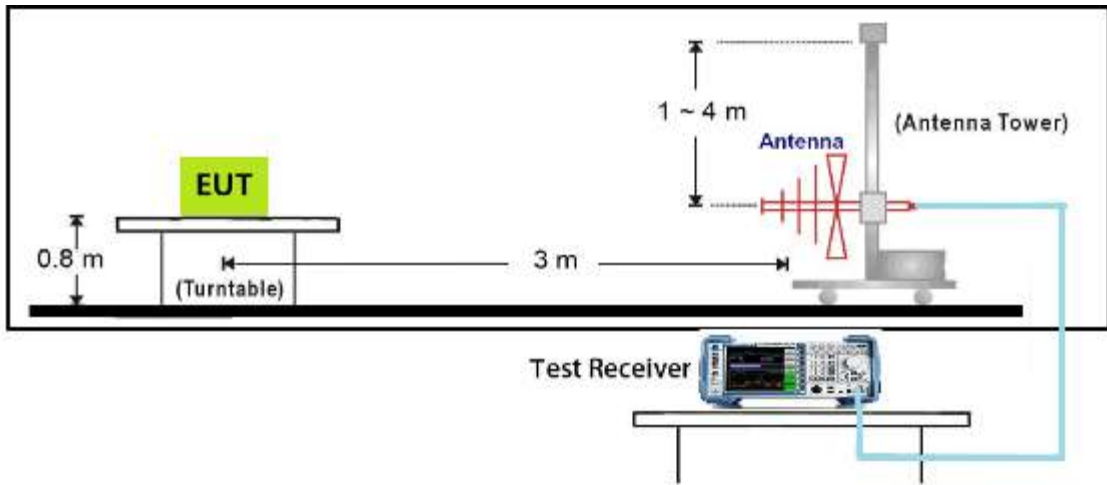 1 ~ 4 m
(Antenna Tower)
Antenna
EUT
0.8 m
3 m
(Turntable)
Test Receiver